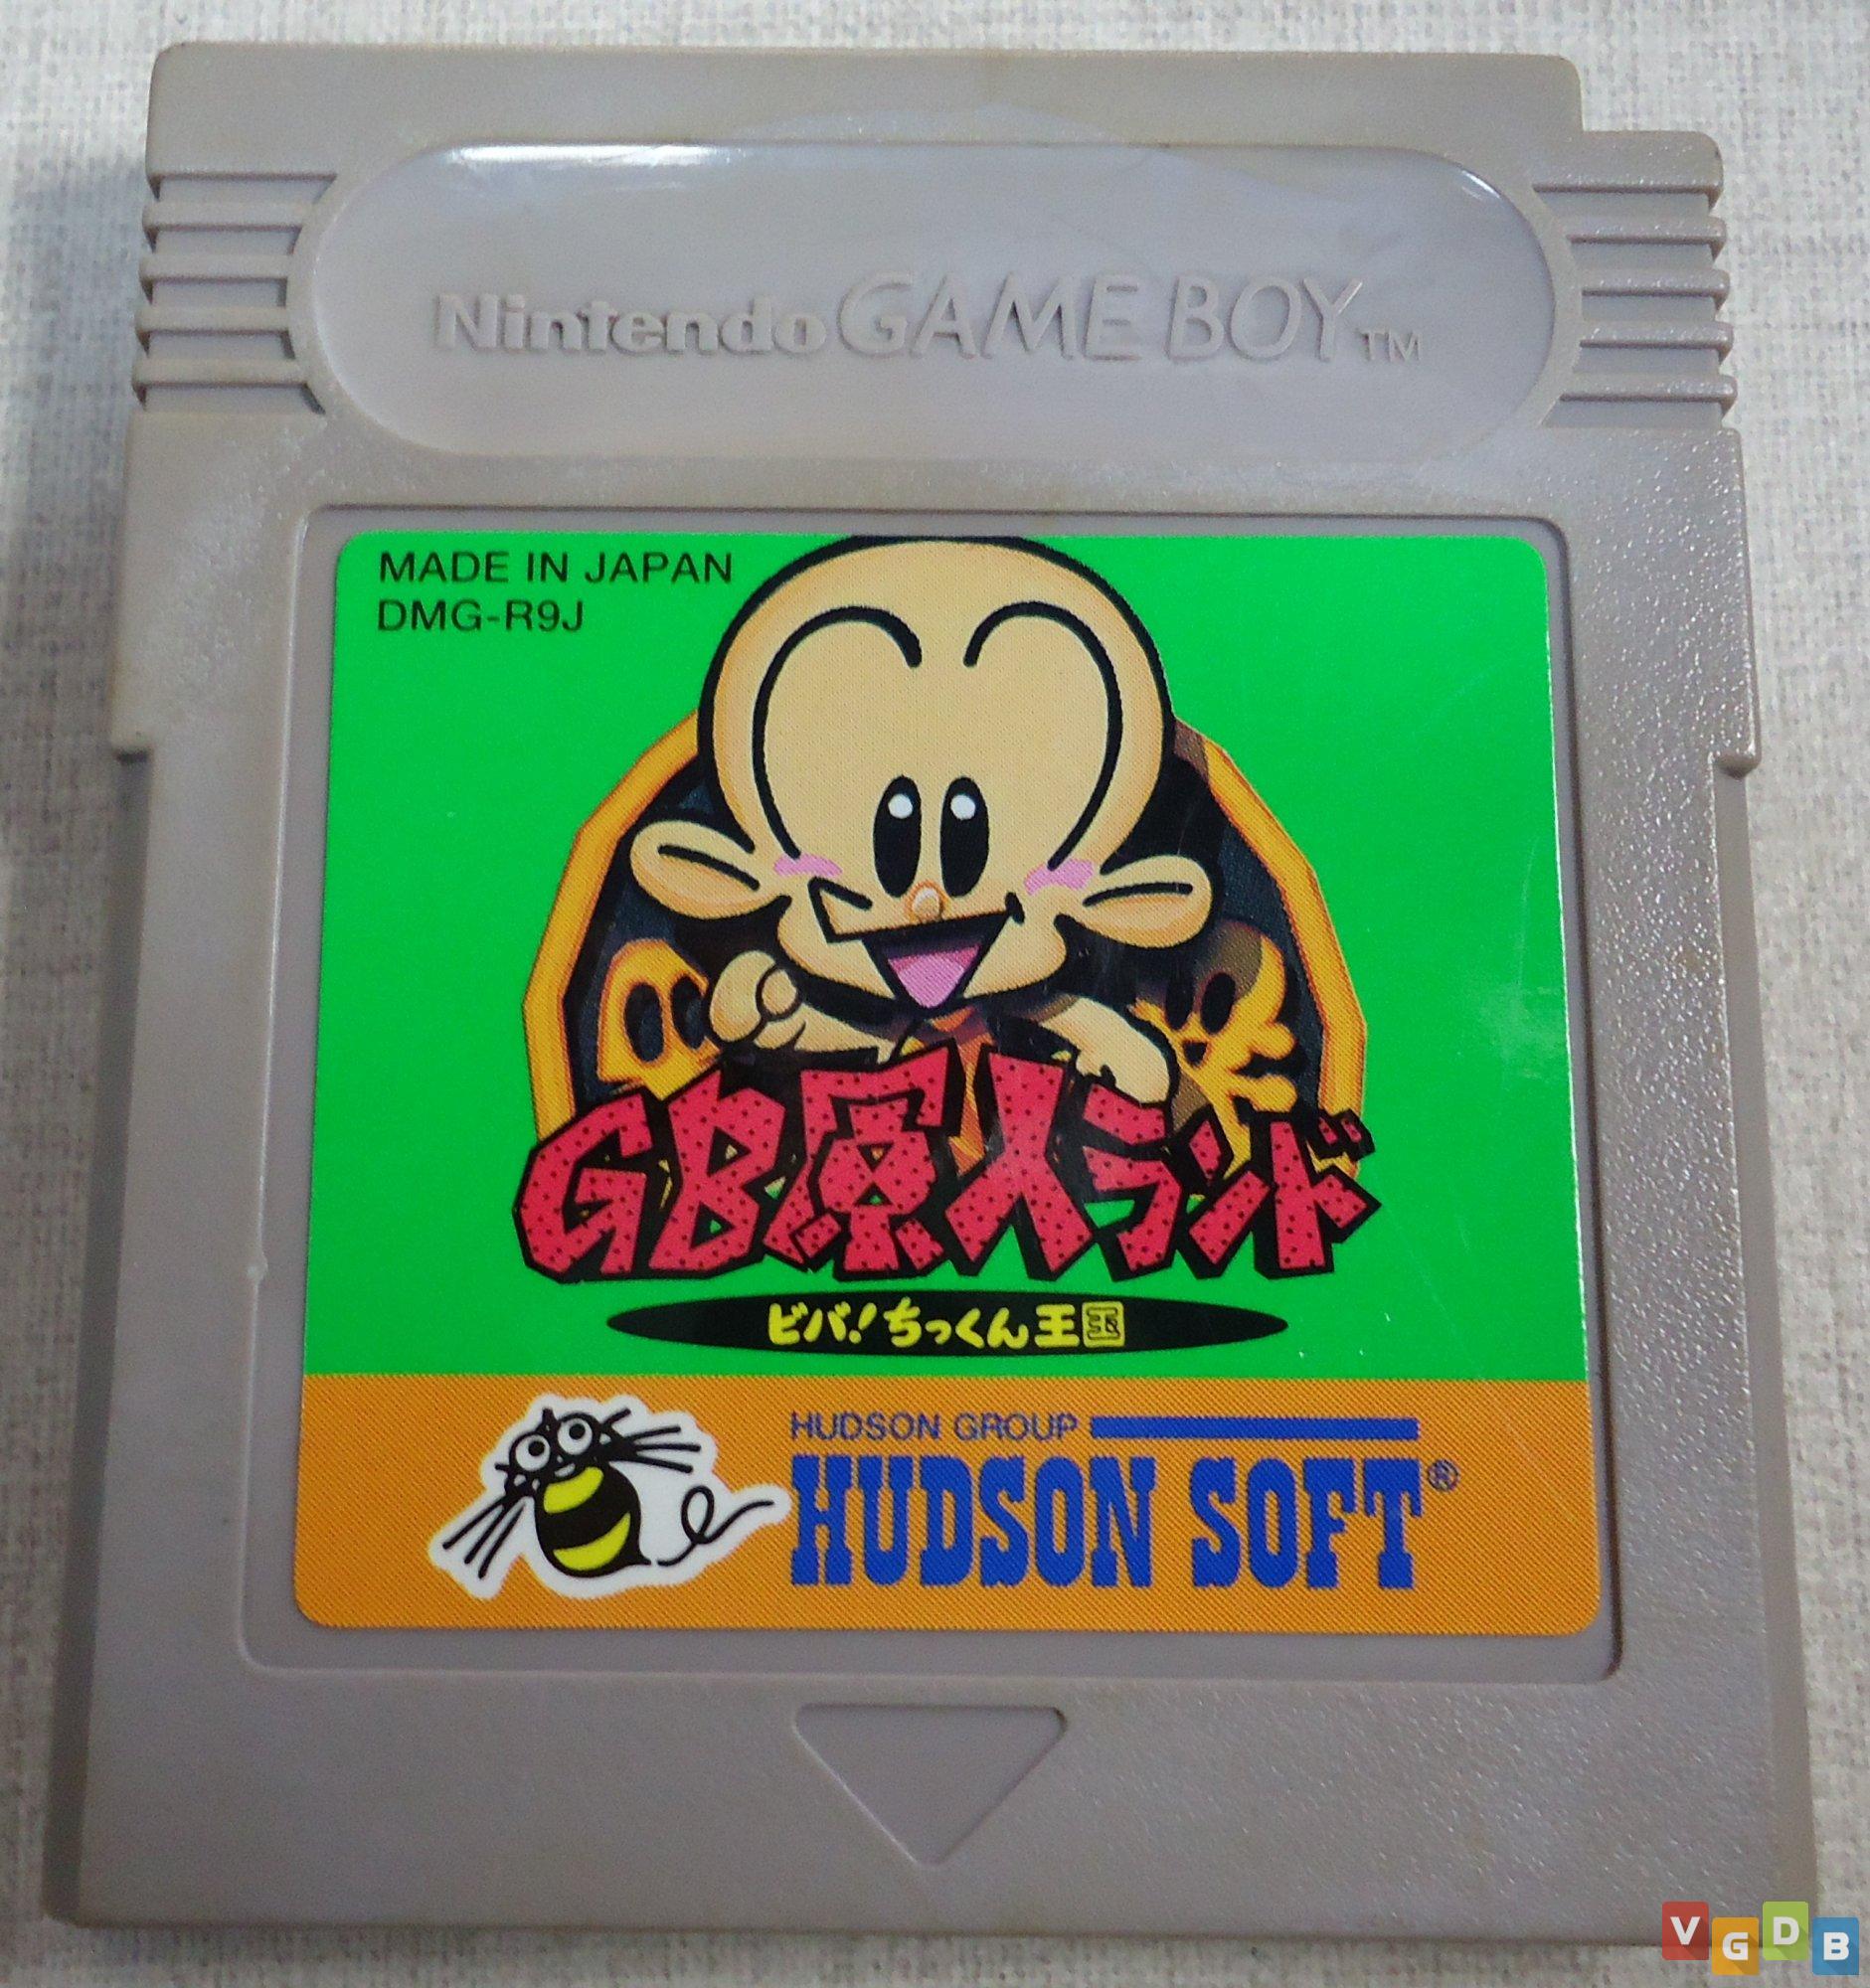 Nintendo GAME BOY TM
MADE IN JAPAN
DMG-R9J
GB原人ランド
ビバ!ちっくん王国
HUDSON GROUP
HUDSON SOFT®
VGDB